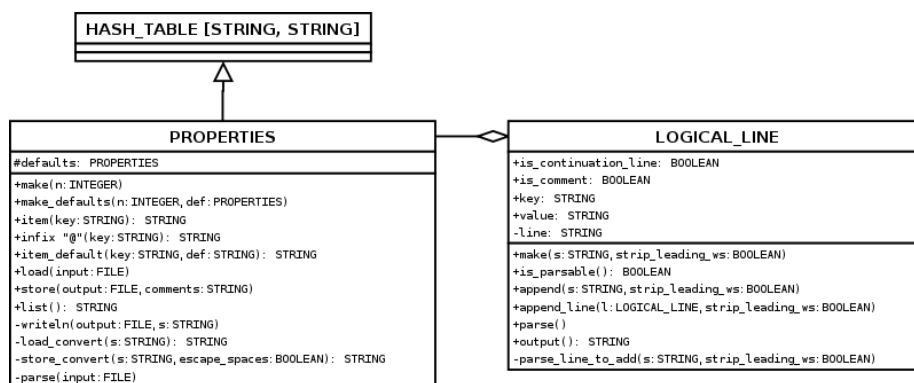 HASH_TABLE [STRING, STRING]
PROPERTIES
#defaults: PROPERTIES
+make(n:INTEGER)
+make_defaults(n:INTEGER, def:PROPERTIES)
+item(key:STRING): STRING
+infix "@"(key:STRING): STRING
+item_default(key:STRING, def:STRING): STRING
+load(input:FILE)
+store(output:FILE, comments:STRING)
+list(): STRING
-writeln(output:FILE, s:STRING)
-load_convert(s:STRING): STRING
-store_convert(s:STRING, escape_spaces:BOOLEAN): STRING
-parse(input:FILE)
LOGICAL_LINE
+is_continuation_line: BOOLEAN
+is_comment: BOOLEAN
+key: STRING
+value: STRING
-line: STRING
+make(s:STRING, strip_leading_ws:BOOLEAN)
+is_parsable(): BOOLEAN
+append(s:STRING, strip_leading_ws:BOOLEAN)
+append_line(l:LOGICAL_LINE, strip_leading_ws:BOOLEAN)
+parse()
+output(): STRING
-parse_line_to_add(s:STRING, strip_leading_ws:BOOLEAN)